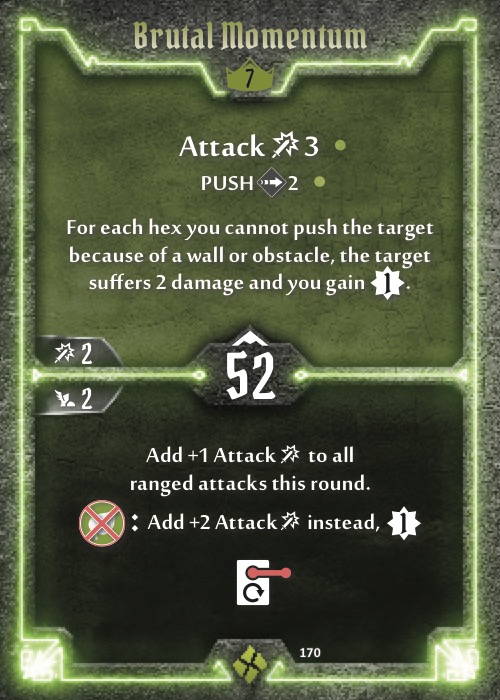 Brutal Momentum
7
Attack 3
PUSH 2
For each hex you cannot push the target
because of a wall or obstacle, the target
suffers 2 damage and you gain 1.
2
52
2
Add +1 Attack to all
ranged attacks this round.
: Add +2 Attack instead, 1
170